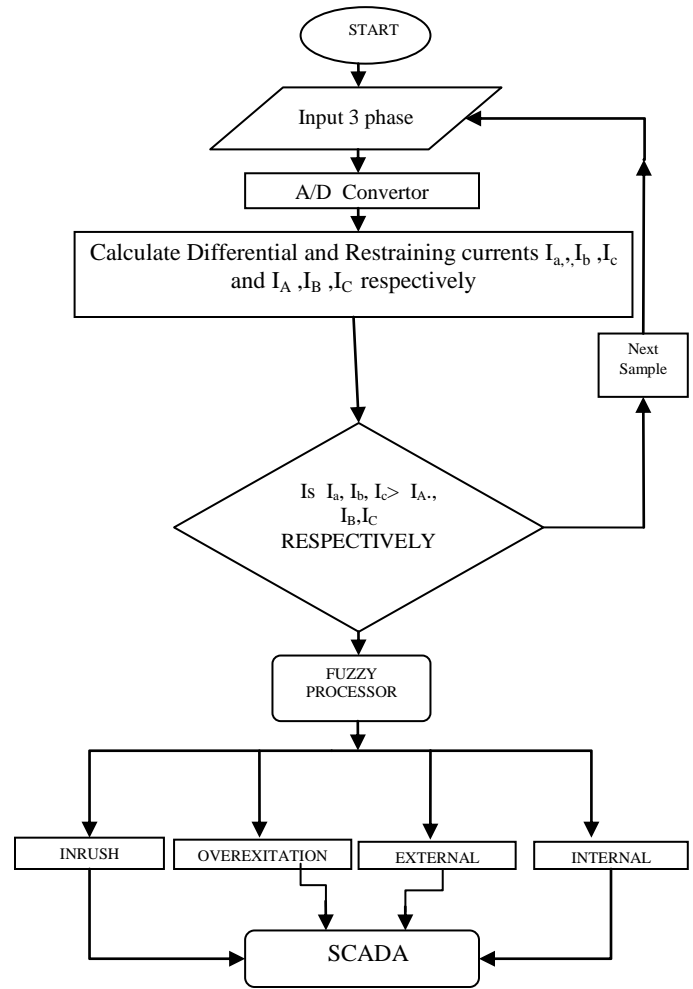 START
Input 3 phase
A/D Convertor
Calculate Differential and Restraining currents Ia,,,Ib ,Ic
and IA ,IB ,IC respectively
Next
Sample
Is Ia, Ib, Ic> IA.,
IB,IC
RESPECTIVELY
FUZZY
PROCESSOR
INRUSH
OVEREXITATION
EXTERNAL
INTERNAL
SCADA